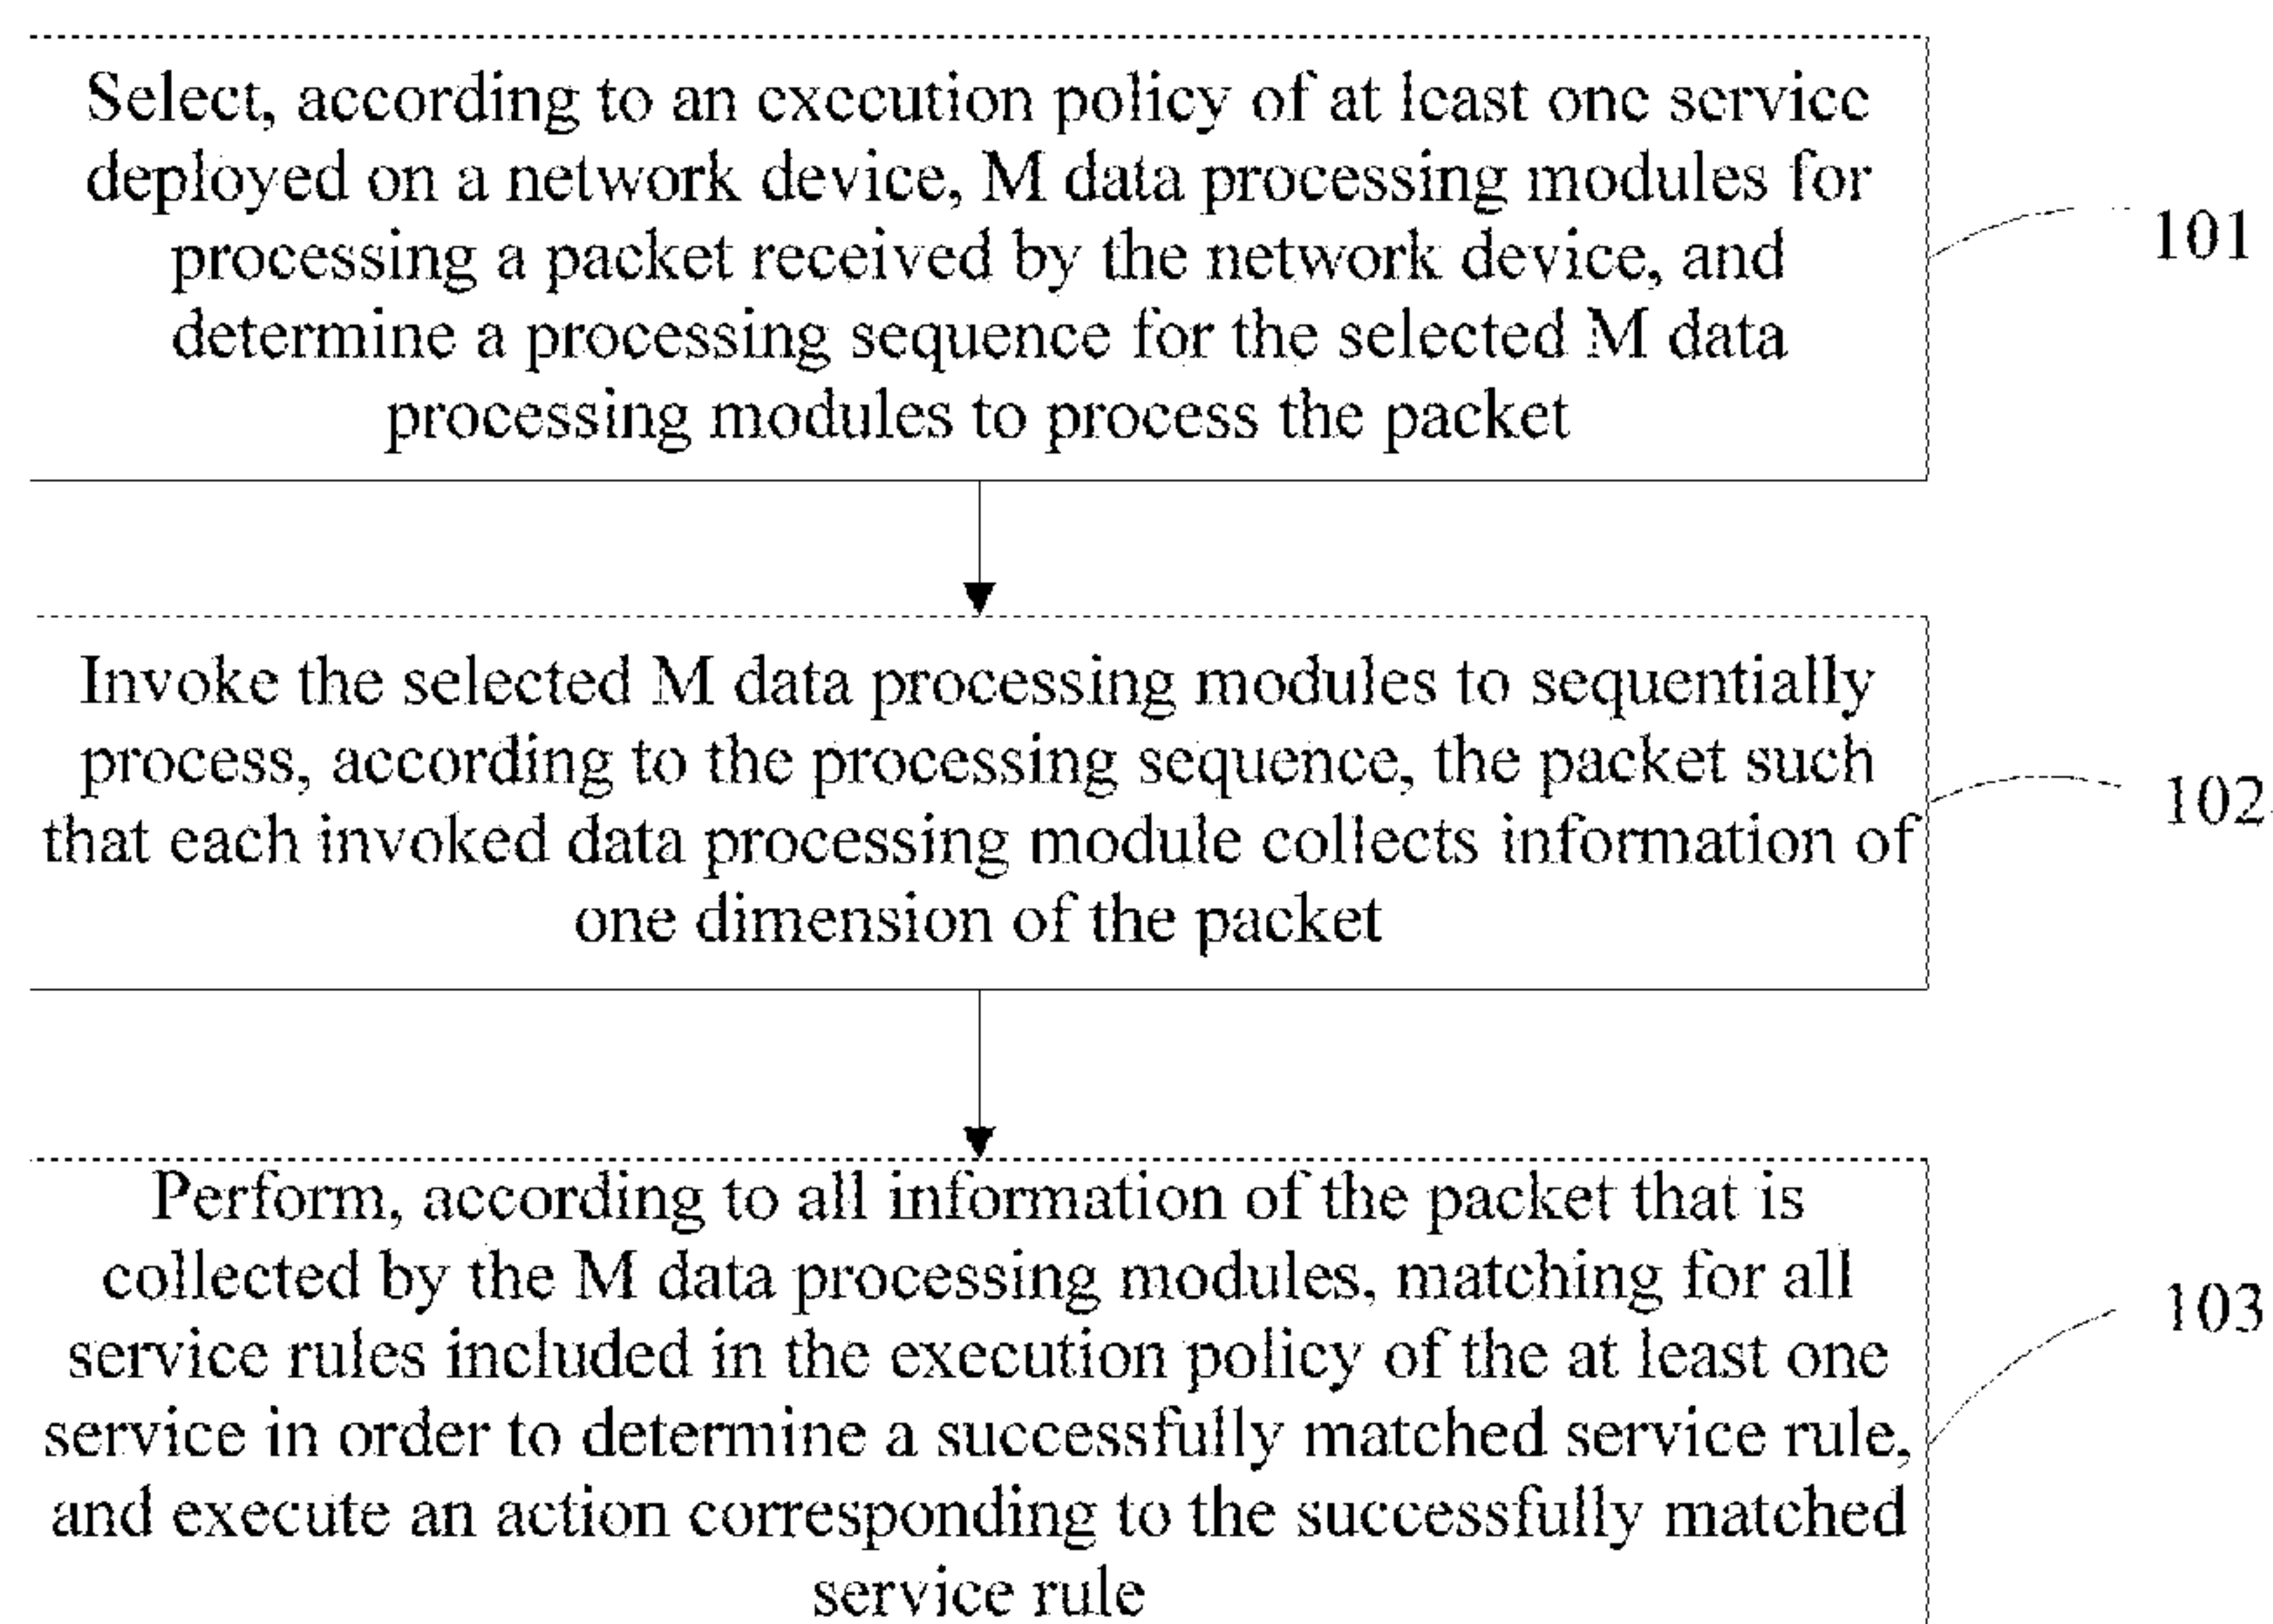 Select, according to an execution policy of at least one service
deployed on a network device, M data processing modules for
processing a packet received by the network device, and
determine a processing sequence for the selected M data
processing modules to process the packet
101
Invoke the selected M data processing modules to sequentially
process, according to the processing sequence, the packet such
that each invoked data processing module collects information of
one dimension of the packet
102
Perform, according to all information of the packet that is
collected by the M data processing modules, matching for all
service rules included in the execution policy of the at least one
service in order to determine a successfully matched service rule,
and execute an action corresponding to the successfully matched
service rule
103